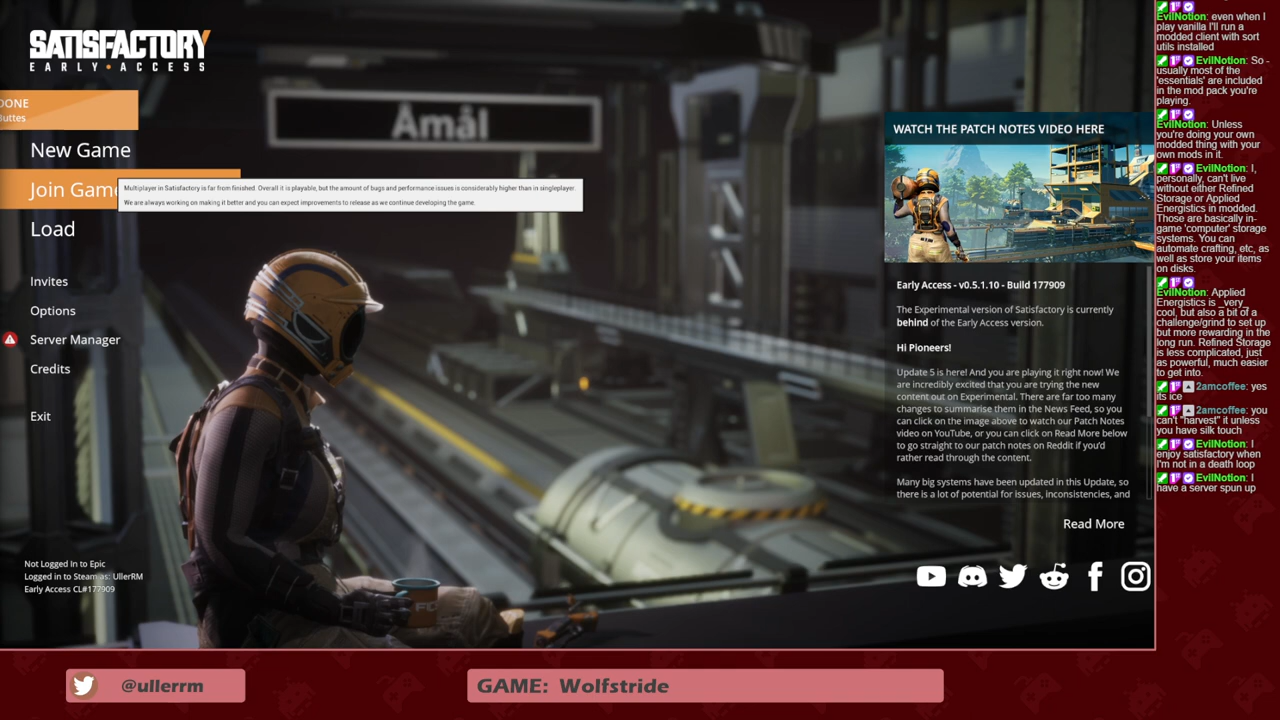 SATISFACTORY
EARLY • ACCESS
DONE
Buttes
New Game
Join Game
Load
Invites
Options
Server Manager
Credits
Exit
Multiplayer in Satisfactory is far from finished. Overall it is playable, but the amount of bugs and performance issues is considerably higher than in singleplayer.
We are always working on making it better and you can expect improvements to release as we continue developing the game.
Åmål
Not Logged In to Epic
Logged in to Steam as: UllerRM
Early Access CL#177909
WATCH THE PATCH NOTES VIDEO HERE
Early Access - v0.5.1.10 - Build 177909
The Experimental version of Satisfactory is currently
behind of the Early Access version.
Hi Pioneers!
Update 5 is here! And you are playing it right now! We
are incredibly excited that you are trying the new
content out on Experimental. There are far too many
changes to summarise them in the News Feed, so you
can click on the image above to watch our Patch Notes
video on YouTube, or you can click on Read More below
to go straight to our patch notes on Reddit if you'd
rather read through the content.
Many big systems have been updated in this Update, so
there is a lot of potential for issues, inconsistencies, and
Read More
EvilNotion: even when I
play vanilla I'll run a
modded client with sort
utils installed
EvilNotion: So -
usually most of the
'essentials' are included
in the mod pack you're
playing.
EvilNotion: Unless
you're doing your own
modded thing with your
own mods in it.
EvilNotion: I,
personally, can't live
without either Refined
Storage or Applied
Energistics in modded.
Those are basically in-
game 'computer' storage
systems. You can
automate crafting, etc, as
well as store your items
on disks.
EvilNotion: Applied
Energistics is _very_
cool, but also a bit of a
challenge/grind to set up
but more rewarding in the
long run. Refined Storage
is less complicated, just
as powerful, much easier
to get into.
2amcoffee: yes
its ice
2amcoffee: you
can't "harvest" it unless
you have silk touch
EvilNotion: I
enjoy satisfactory when
I'm not in a death loop
EvilNotion: I
have a server spun up
@ullerrm
GAME: Wolfstride